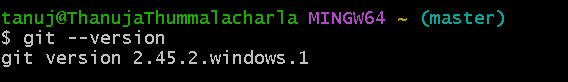 tanuj@ThanujaThummalacharla MINGW64 ~ (master)
$ git --version
git version 2.45.2.windows.1